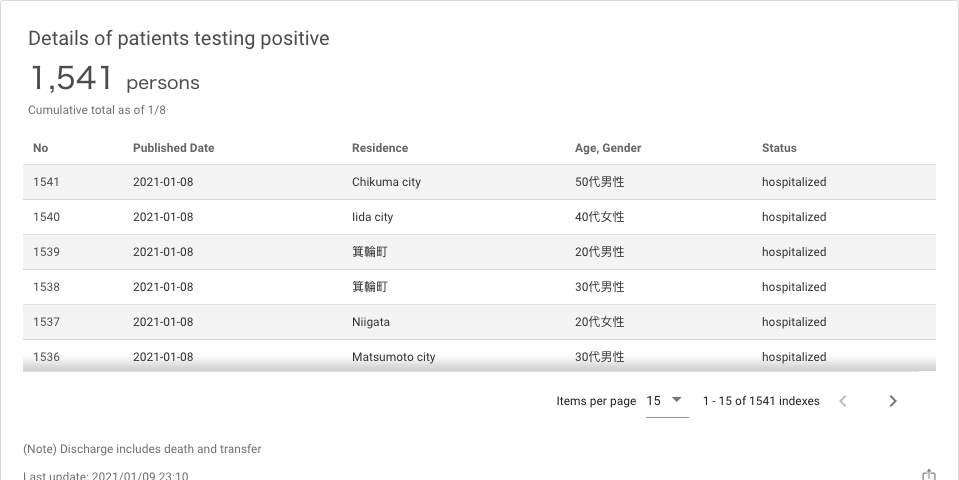 Details of patients testing positive
1,541 persons
Cumulative total as of 1/8
No Published Date Residence Age, Gender Status
1541 2021-01-08 Chikuma city 50代男性 hospitalized
1540 2021-01-08 Iida city 40代女性 hospitalized
1539 2021-01-08 箕輪町 20代男性 hospitalized
1538 2021-01-08 箕輪町 30代男性 hospitalized
1537 2021-01-08 Niigata 20代女性 hospitalized
1536 2021-01-08 Matsumoto city 30代男性 hospitalized
Items per page 15 1 - 15 of 1541 indexes
(Note) Discharge includes death and transfer
Last update: 2021/01/09 23:10